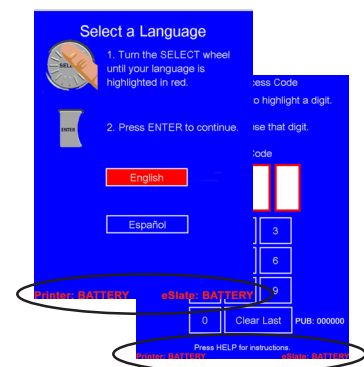 Select a Language
1. Turn the SELECT wheel
until your language is
highlighted in red.
2. Press ENTER to continue.
ENTER
English
Español
Printer: BATTERY eSlate: BATTERY
Code
o highlight a digit.
that digit.
Code
3
6
9
0 Clear Last PUB: 000000
Press HELP for instructions.
Printer: BATTERY eSlate: BATTERY